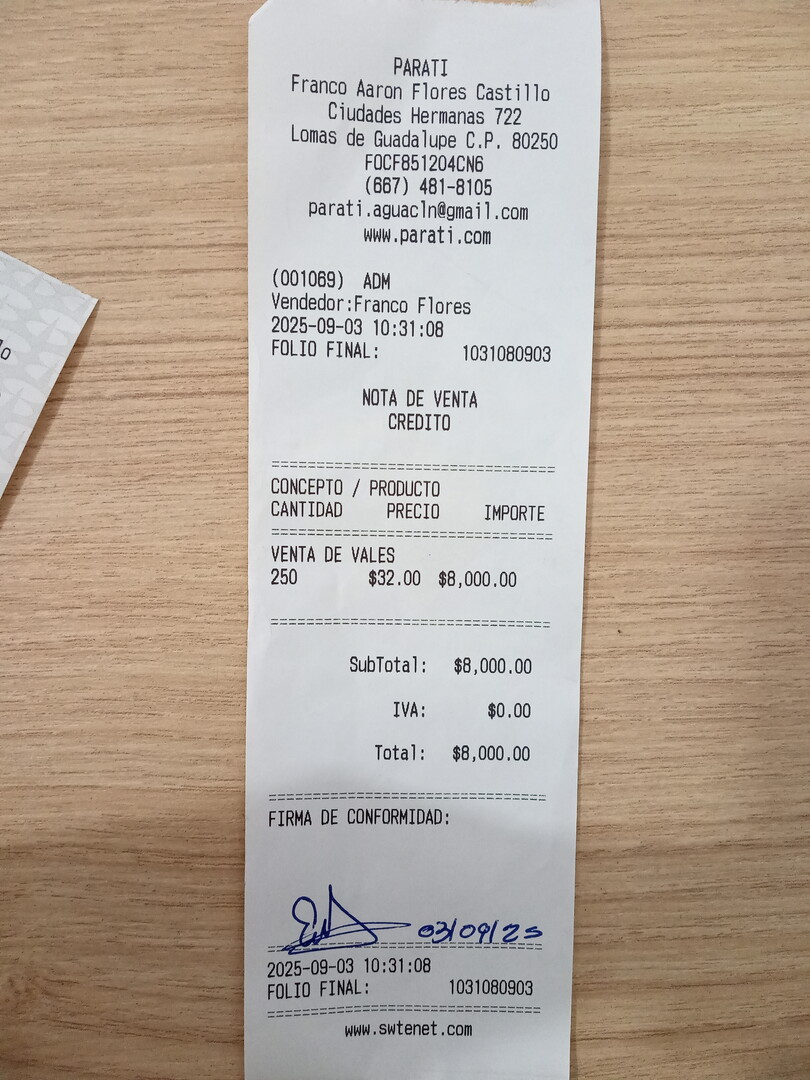 PARATI
Franco Aaron Flores Castillo
Ciudades Hermanas 722
Lomas de Guadalupe C.P. 80250
FOCF851204CN6
(667) 481-8105
parati.aguacln@gmail.com
www.parati.com
(001069) ADM
Vendedor:Franco Flores
2025-09-03 10:31:08
FOLIO FINAL: 1031080903
NOTA DE VENTA
CREDITO
CONCEPTO / PRODUCTO
CANTIDAD PRECIO IMPORTE
VENTA DE VALES
250 $32.00 $8,000.00
SubTotal: $8,000.00
IVA: $0.00
Total: $8,000.00
FIRMA DE CONFORMIDAD:
03/09/25
2025-09-03 10:31:08
FOLIO FINAL: 1031080903
www.swtenet.com